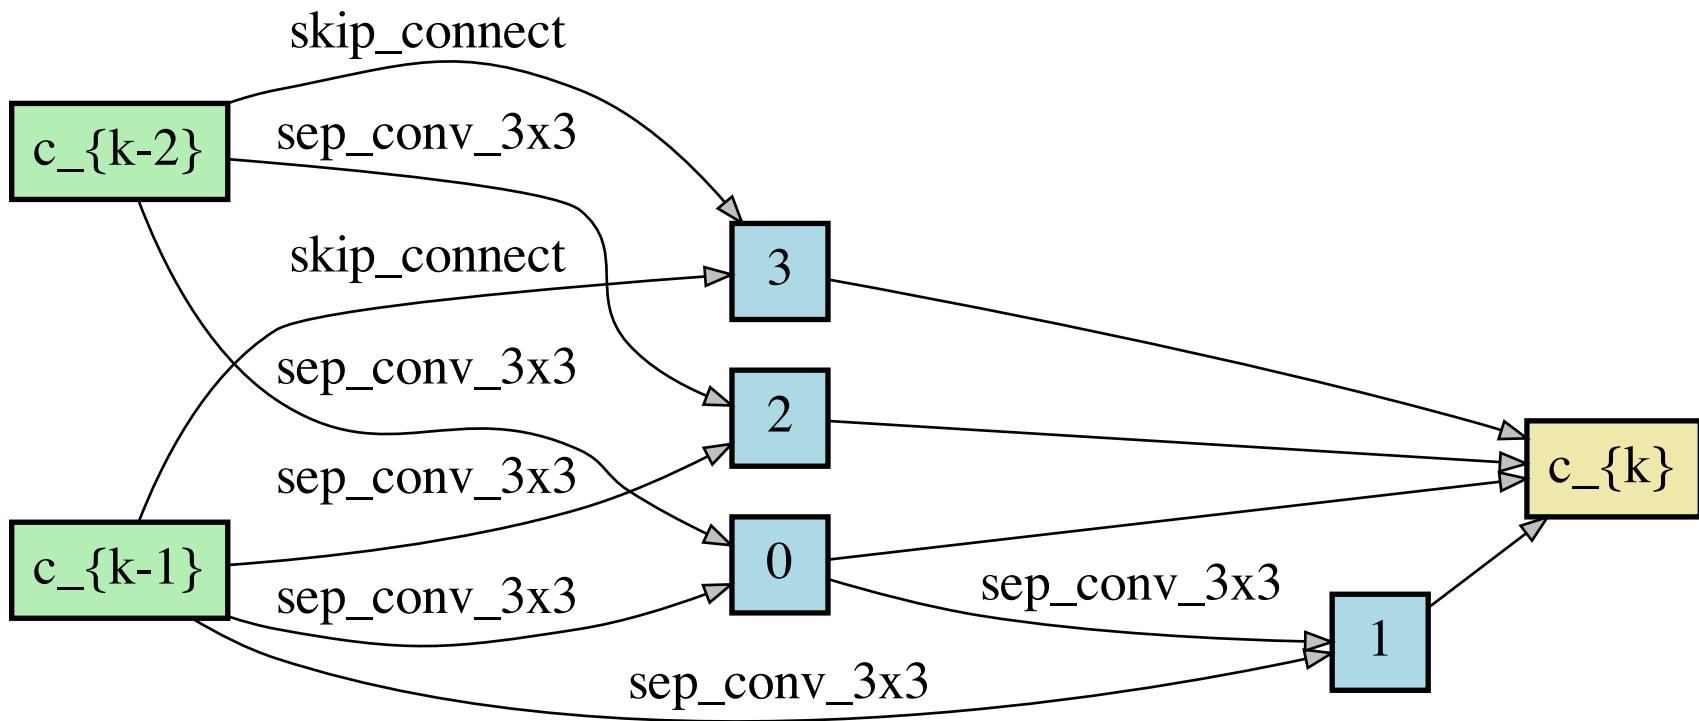 skip_connect
c_{k-2}
sep_conv_3x3
skip_connect
3
sep_conv_3x3
2
c_{k}
sep_conv_3x3
c_{k-1}
0
sep_conv_3x3
sep_conv_3x3
1
sep_conv_3x3